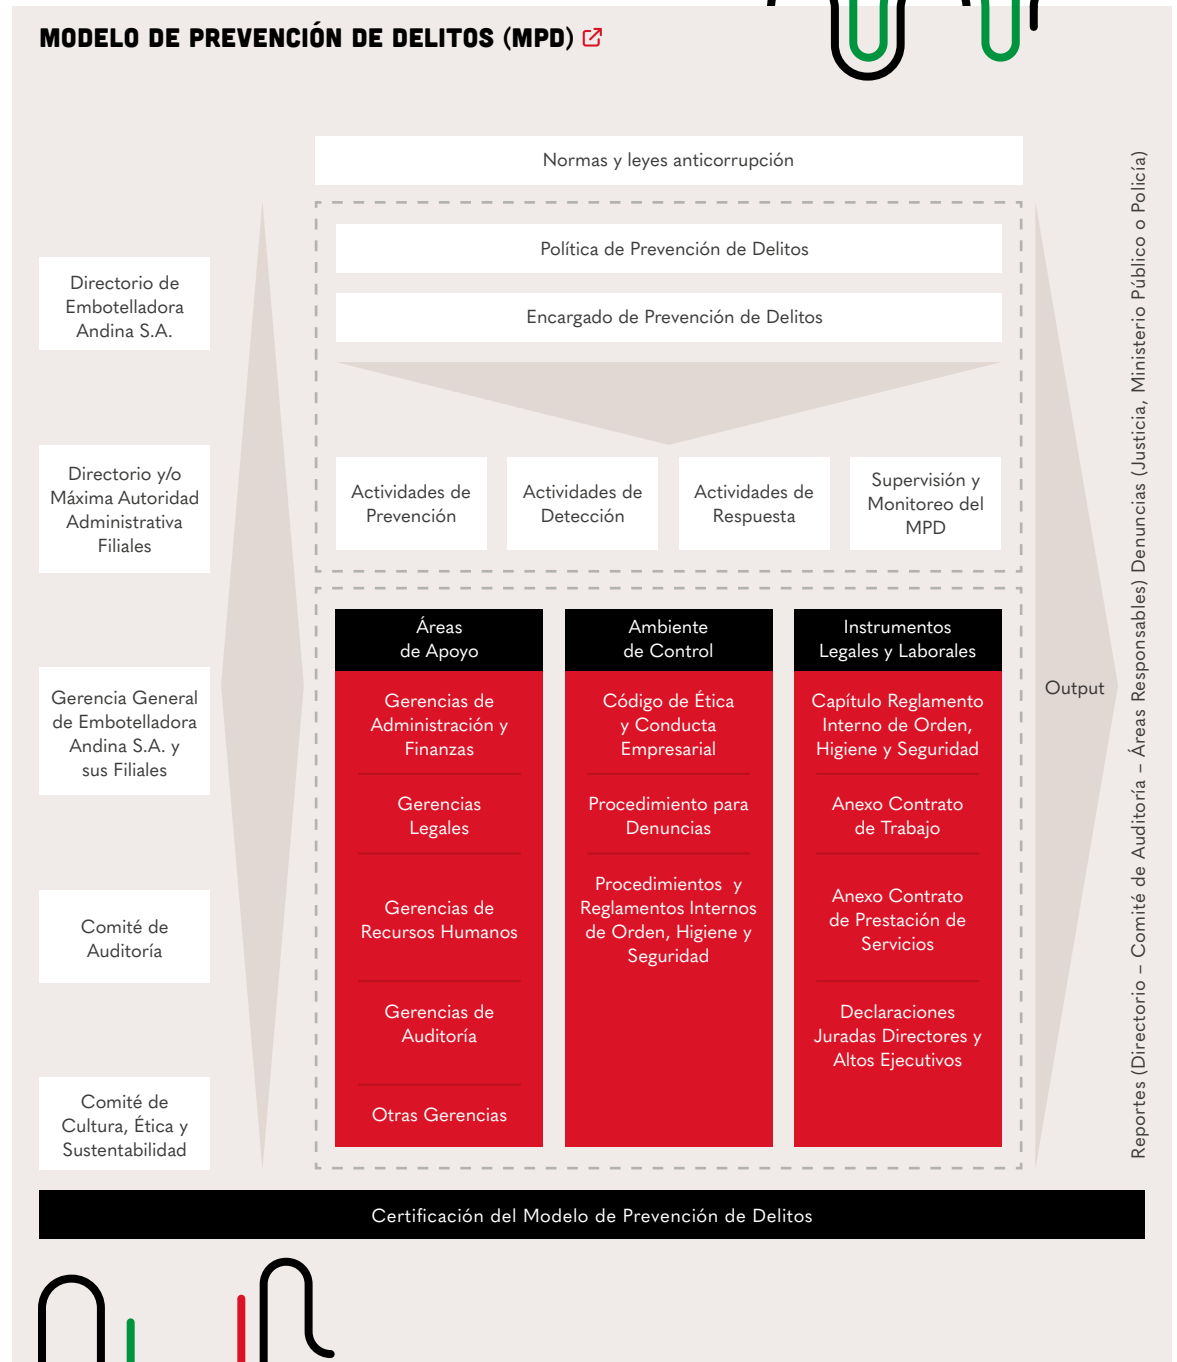 MODELO DE PREVENCIÓN DE DELITOS (MPD)
Normas y leyes anticorrupción
Política de Prevención de Delitos
Encargado de Prevención de Delitos
Directorio de
Embotelladora
Andina S.A.
Directorio y/o
Máxima Autoridad
Administrativa
Filiales
Gerencia General
de Embotelladora
Andina S.A. y
sus Filiales
Comité de
Auditoría
Comité de
Cultura, Ética y
Sustentabilidad
Actividades de
Prevención
Actividades de
Detección
Actividades de
Respuesta
Supervisión y
Monitoreo del
MPD
Áreas
de Apoyo
Gerencias de
Administración y
Finanzas
Gerencias
Legales
Gerencias de
Recursos Humanos
Gerencias de
Auditoría
Otras Gerencias
Ambiente
de Control
Código de Ética
y Conducta
Empresarial
Procedimiento para
Denuncias
Procedimientos y
Reglamentos Internos
de Orden, Higiene y
Seguridad
Instrumentos
Legales y Laborales
Capítulo Reglamento
Interno de Orden,
Higiene y Seguridad
Anexo Contrato
de Trabajo
Anexo Contrato
de Prestación de
Servicios
Declaraciones
Juradas Directores y
Altos Ejecutivos
Output
Reportes (Directorio – Comité de Auditoría – Áreas Responsables) Denuncias (Justicia, Ministerio Público o Policía)
Certificación del Modelo de Prevención de Delitos